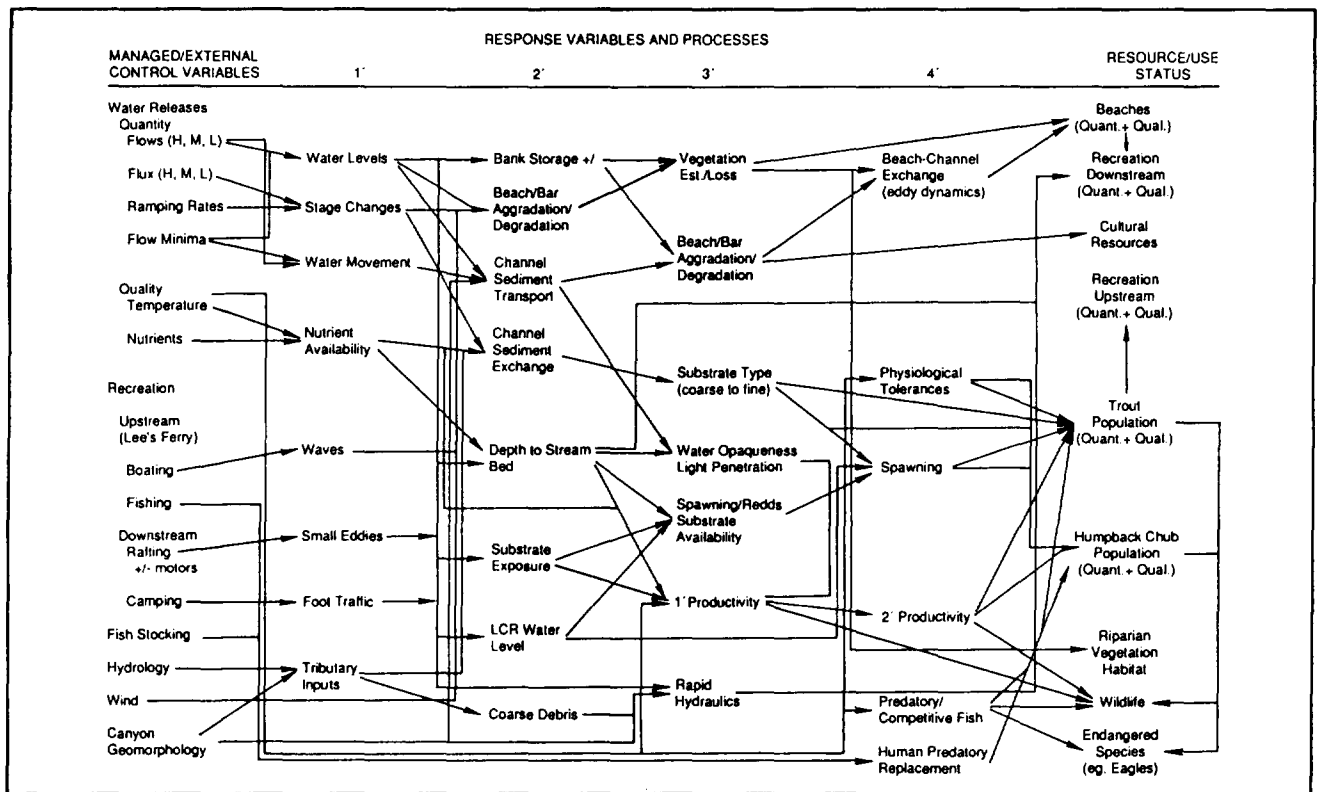 RESPONSE VARIABLES AND PROCESSES
MANAGED/EXTERNAL
CONTROL VARIABLES
1´
2´
3´
4´
RESOURCE/USE
STATUS
Water Releases
Quantity
Flows (H, M, L)
Flux (H, M, L)
Ramping Rates
Flow Minima
Quality
Temperature
Nutrients
Recreation
Upstream
(Lee's Ferry)
Boating
Fishing
Downstream
Rafting
+/- motors
Camping
Fish Stocking
Hydrology
Wind
Canyon
Geomorphology
Water Levels
Stage Changes
Water Movement
Nutrient
Availability
Waves
Small Eddies
Foot Traffic
Tributary
Inputs
Bank Storage +/
Beach/Bar
Aggradation/
Degradation
Channel
Sediment
Transport
Channel
Sediment
Exchange
Depth to Stream
Bed
Substrate
Exposure
LCR Water
Level
Coarse Debris
Vegetation
Est./Loss
Beach/Bar
Aggradation/
Degradation
Substrate Type
(coarse to fine)
Water Opaqueness
Light Penetration
Spawning/Redds
Substrate
Availability
1´ Productivity
Rapid
Hydraulics
Beach-Channel
Exchange
(eddy dynamics)
Physiological
Tolerances
Spawning
2´ Productivity
Predatory/
Competitive Fish
Human Predatory
Replacement
Beaches
(Quant.+ Qual.)
Recreation
Downstream
(Quant.+ Qual.)
Cultural
Resources
Recreation
Upstream
(Quant.+ Qual.)
Trout
Population
(Quant.+ Qual.)
Humpback Chub
Population
(Quant.+ Qual.)
Riparian
Vegetation
Habitat
Wildlife
Endangered
Species
(eg. Eagles)